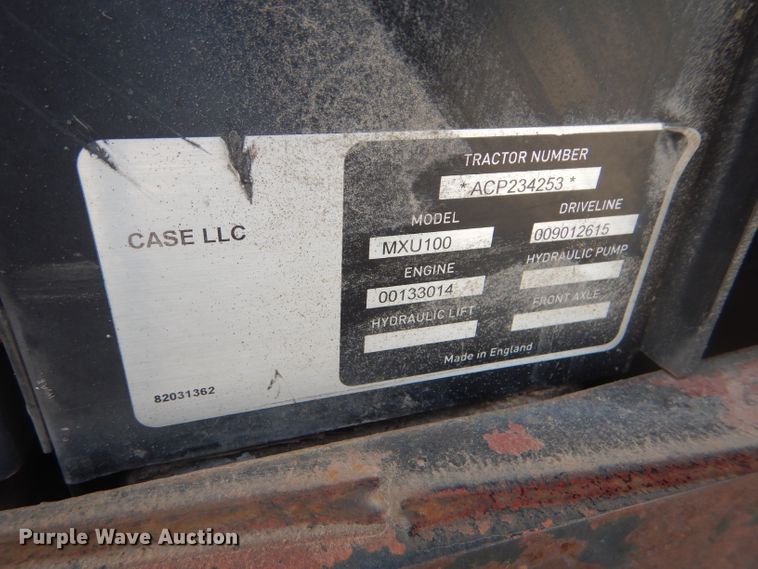 CASE LLC
82031362
TRACTOR NUMBER
* ACP234253 *
MODEL
MXU100
DRIVELINE
009012615
ENGINE
00133014
HYDRAULIC PUMP
HYDRAULIC LIFT
FRONT AXLE
Made in England
Purple Wave Auction